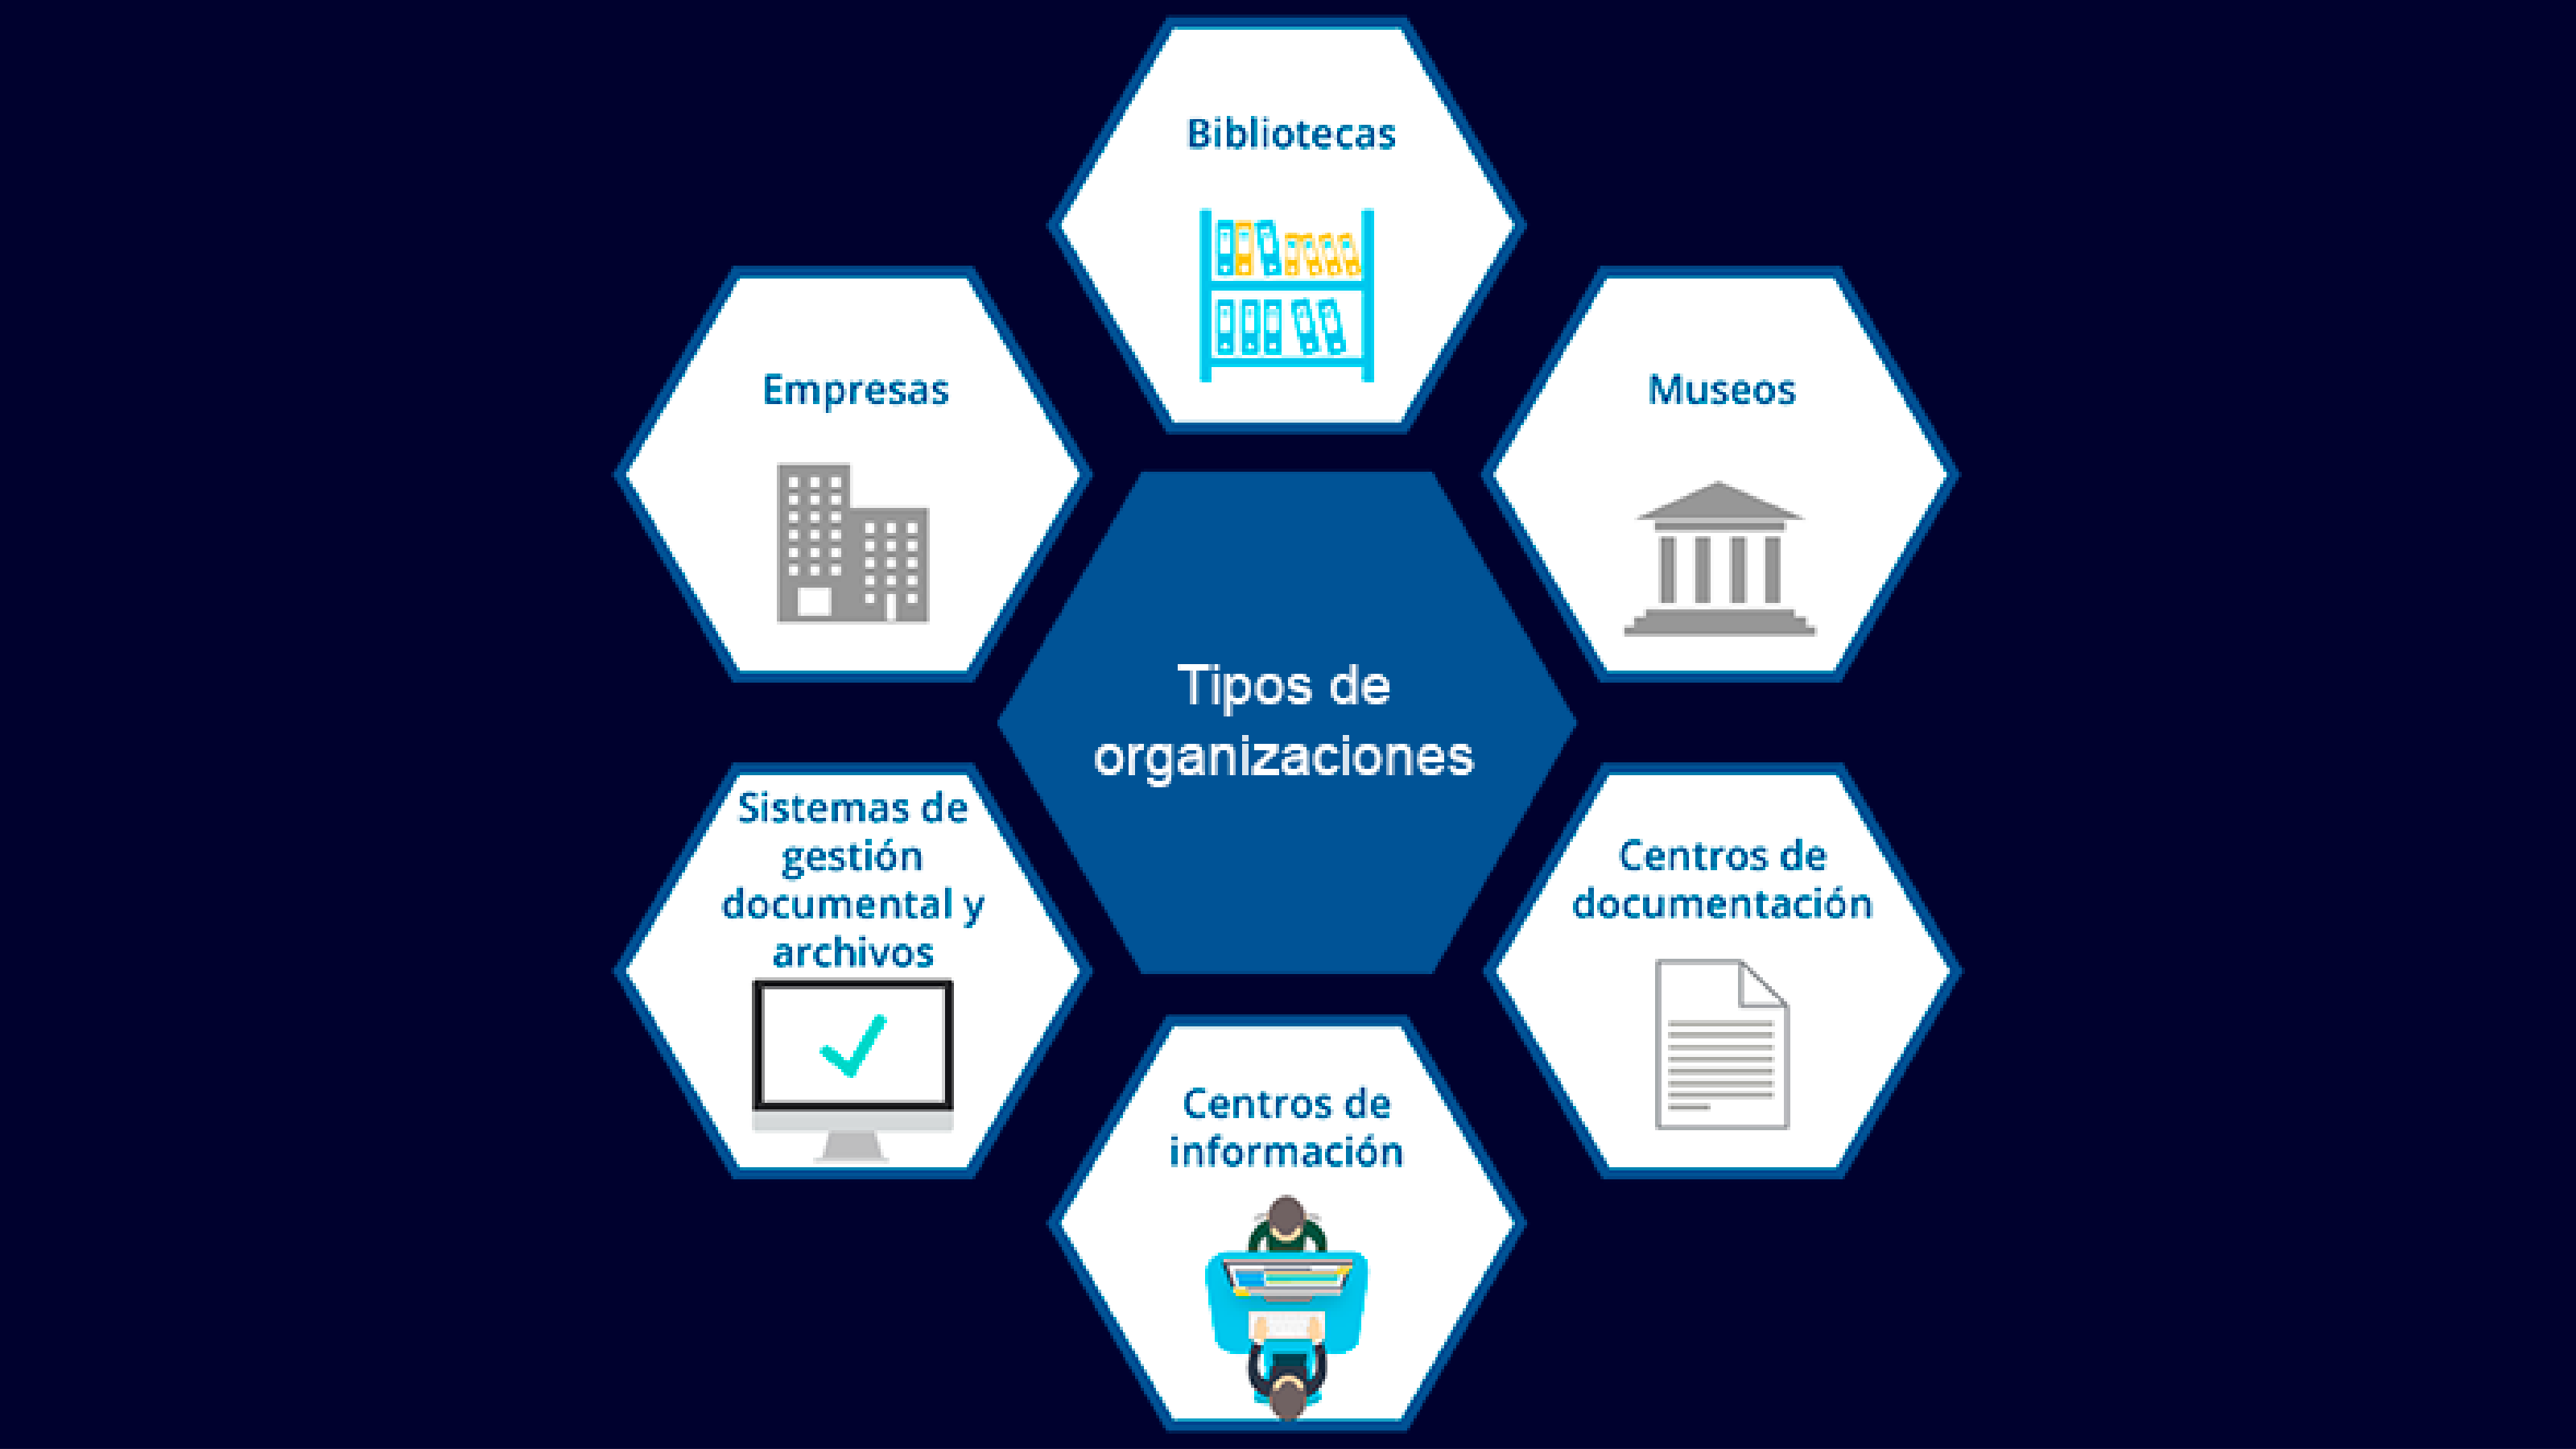 Bibliotecas
Empresas
Museos
Tipos de
organizaciones
Sistemas de
gestión
documental y
archivos
Centros de
documentación
Centros de
información